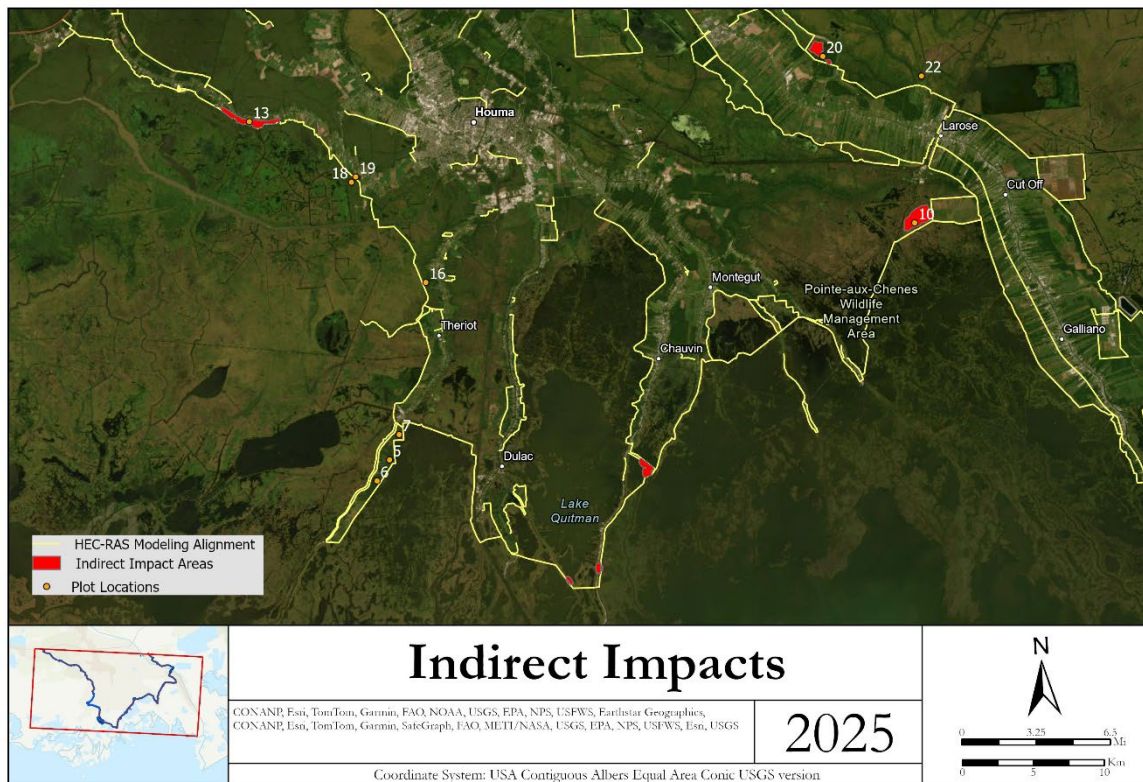 20
22
13
Houma
Larose
19
18
Cut Off
10
16
Montegut
Pointe-aux-Chenes
Wildlife
Management
Area
Theriot
Galliano
Chauvin
7
5
Dulac
6
Lake
Quitman
HEC-RAS Modeling Alignment
Indirect Impact Areas
Plot Locations
Indirect Impacts
CONANP, Esri, TomTom, Garmin, FAO, NOAA, USGS, EPA, NPS, USFWS, Earthstar Geographics,
CONANP, Esri, TomTom, Garmin, SafeGraph, FAO, METI/NASA, USGS, EPA, NPS, USFWS, Esri, USGS
2025
Coordinate System: USA Contiguous Albers Equal Area Conic USGS version
N
0 3.25 6.5
Mi
Km
0 5 10